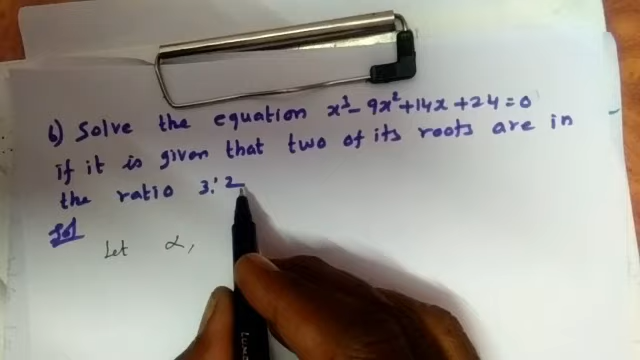 6) Solve the equation x³-9x²+14x+24=0
if it is given that two of its roots are in
the ratio 3:2
Sol
Let α,